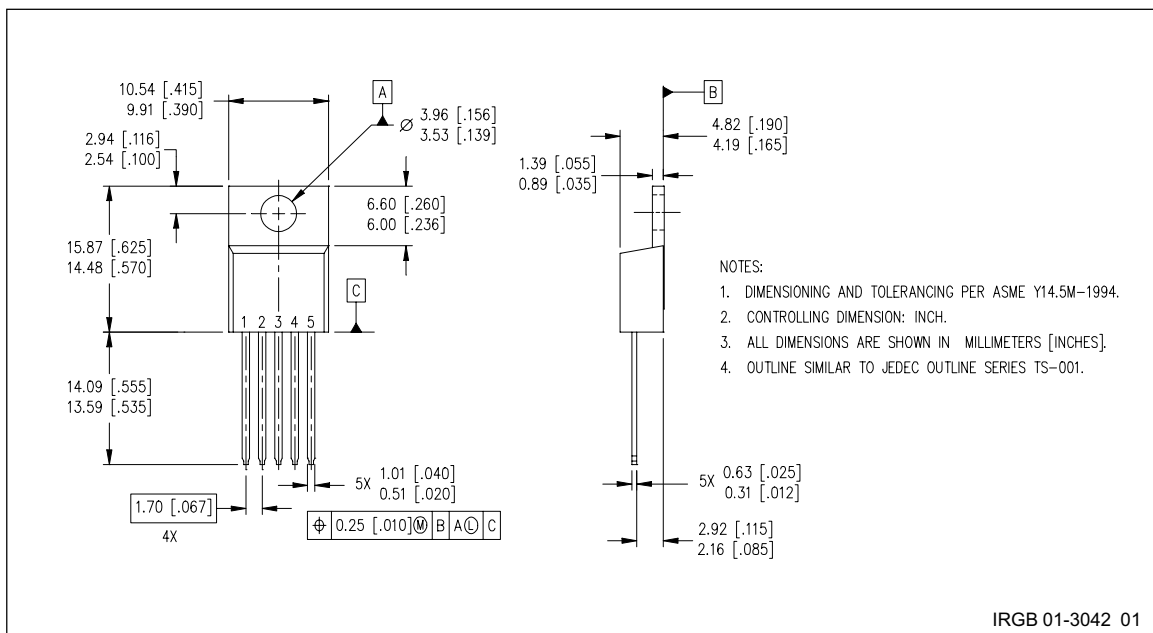 10.54 [.415]
9.91 [.390]
A
3.96 [.156]
⌀
3.53 [.139]
2.94 [.116]
2.54 [.100]
6.60 [.260]
6.00 [.236]
15.87 [.625]
14.48 [.570]
C
1 2 3 4 5
14.09 [.555]
13.59 [.535]
5X
1.01 [.040]
0.51 [.020]
1.70 [.067]
4X
⌖ 0.25 [.010]Ⓜ B AⓁ C
B
4.82 [.190]
4.19 [.165]
1.39 [.055]
0.89 [.035]
NOTES:
1. DIMENSIONING AND TOLERANCING PER ASME Y14.5M–1994.
2. CONTROLLING DIMENSION: INCH.
3. ALL DIMENSIONS ARE SHOWN IN MILLIMETERS [INCHES].
4. OUTLINE SIMILAR TO JEDEC OUTLINE SERIES TS–001.
5X
0.63 [.025]
0.31 [.012]
2.92 [.115]
2.16 [.085]
IRGB 01-3042 01